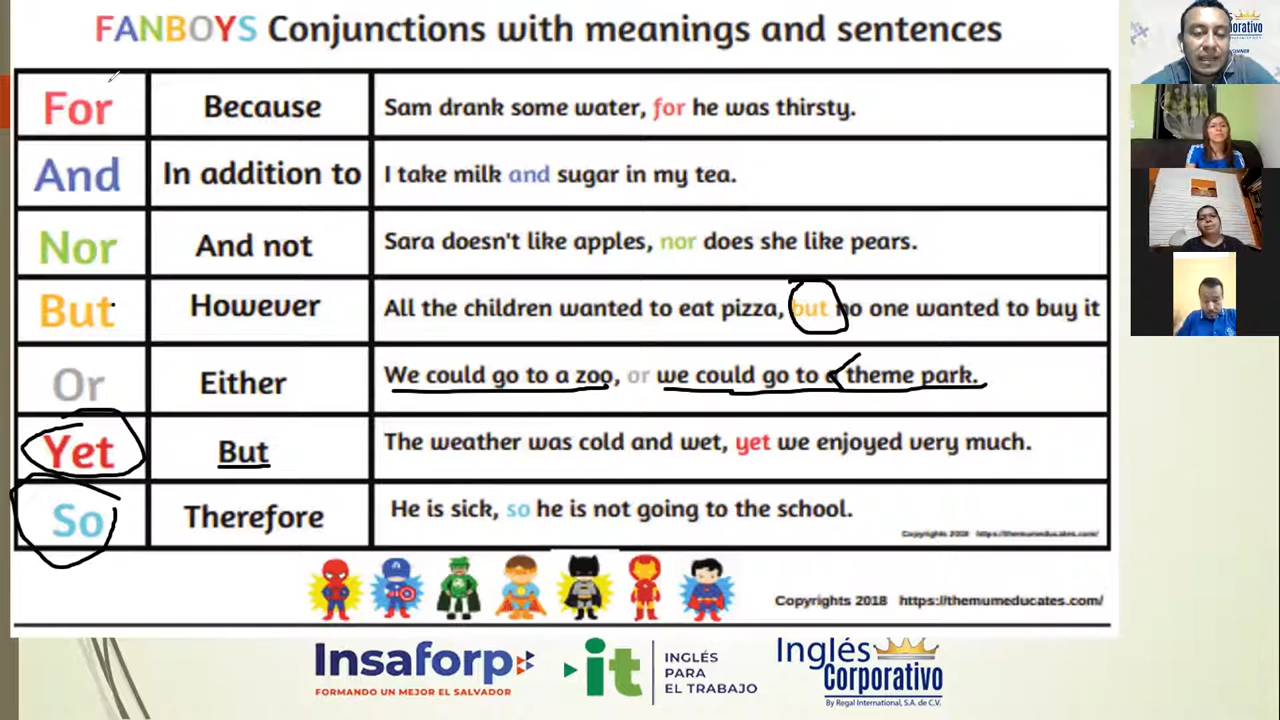 FANBOYS Conjunctions with meanings and sentences
For Because Sam drank some water, for he was thirsty.
And In addition to I take milk and sugar in my tea.
Nor And not Sara doesn't like apples, nor does she like pears.
But However All the children wanted to eat pizza, but no one wanted to buy it
Or Either We could go to a zoo, or we could go to a theme park.
Yet But The weather was cold and wet, yet we enjoyed very much.
So Therefore He is sick, so he is not going to the school.
Copyrights 2018 https://themumeducates.com/
Copyrights 2018 https://themumeducates.com/
Insaforp
FORMANDO UN MEJOR EL SALVADOR
it
INGLÉS
PARA
EL TRABAJO
Inglés
Corporativo
By Regal International, S.A. de C.V.